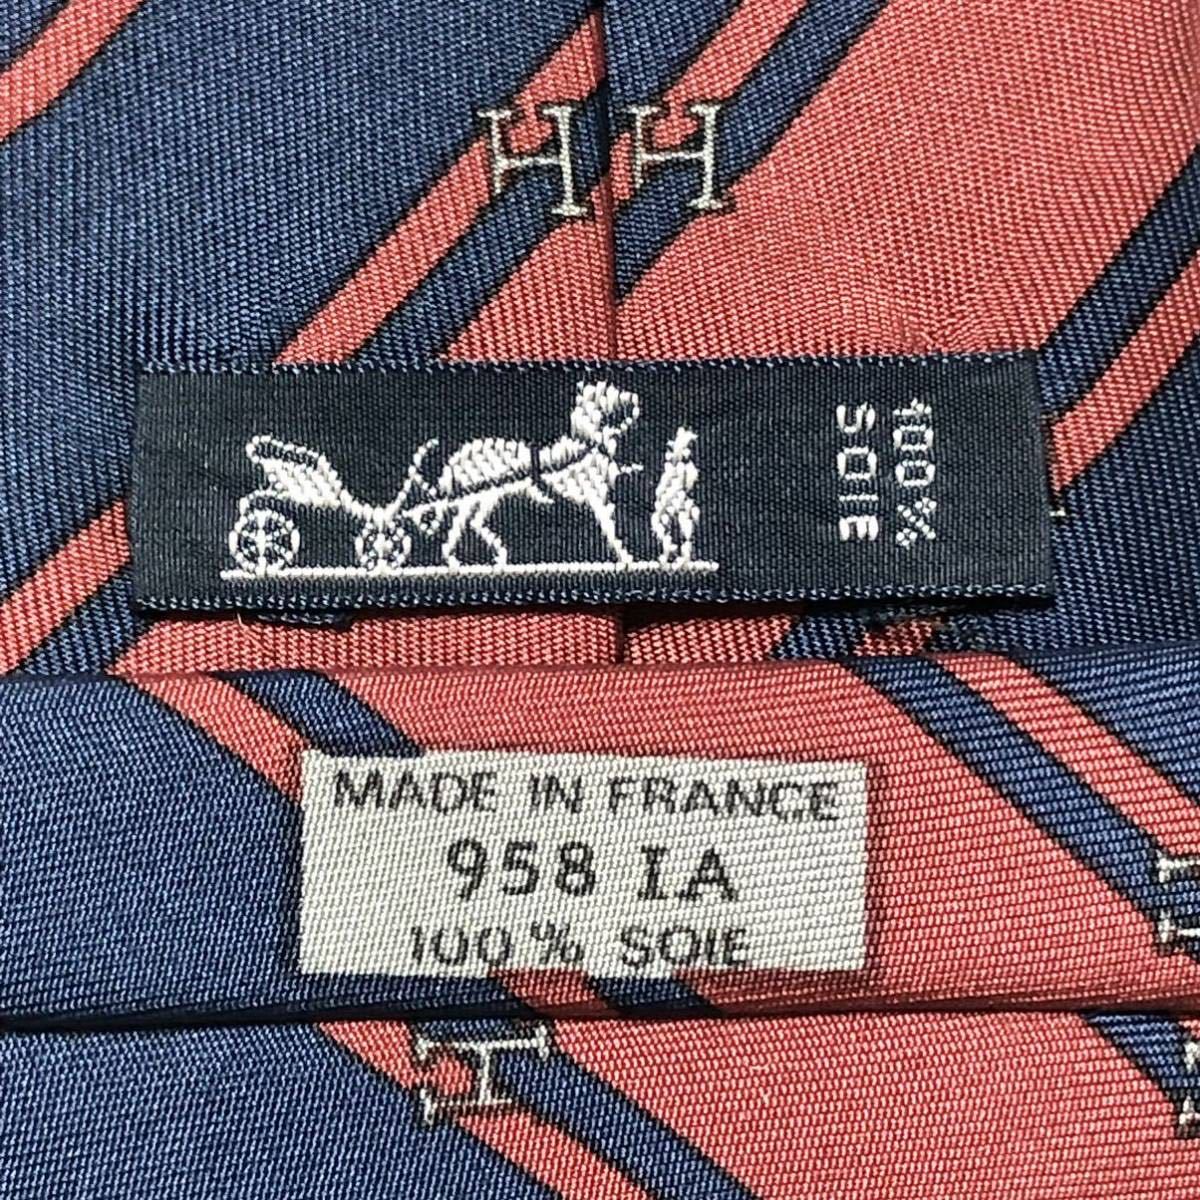 H H
100%
SOIE
MADE IN FRANCE
958 IA
100% SOIE
H